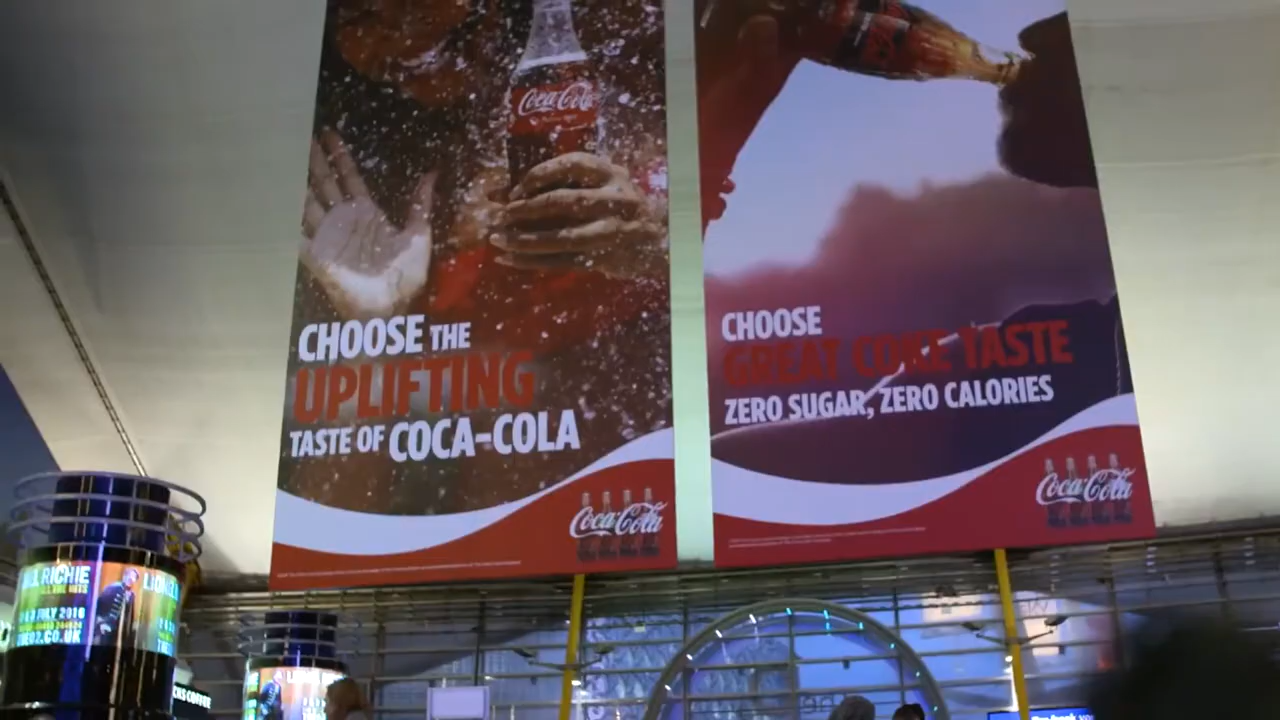 Coca-Cola
CHOOSE THE
UPLIFTING
TASTE OF COCA-COLA
Coca-Cola
CHOOSE
GREAT COKE TASTE
ZERO SUGAR, ZERO CALORIES
Coca-Cola
RICHIE
LIONEL
JULY 2016
CO.UK
COFFEE